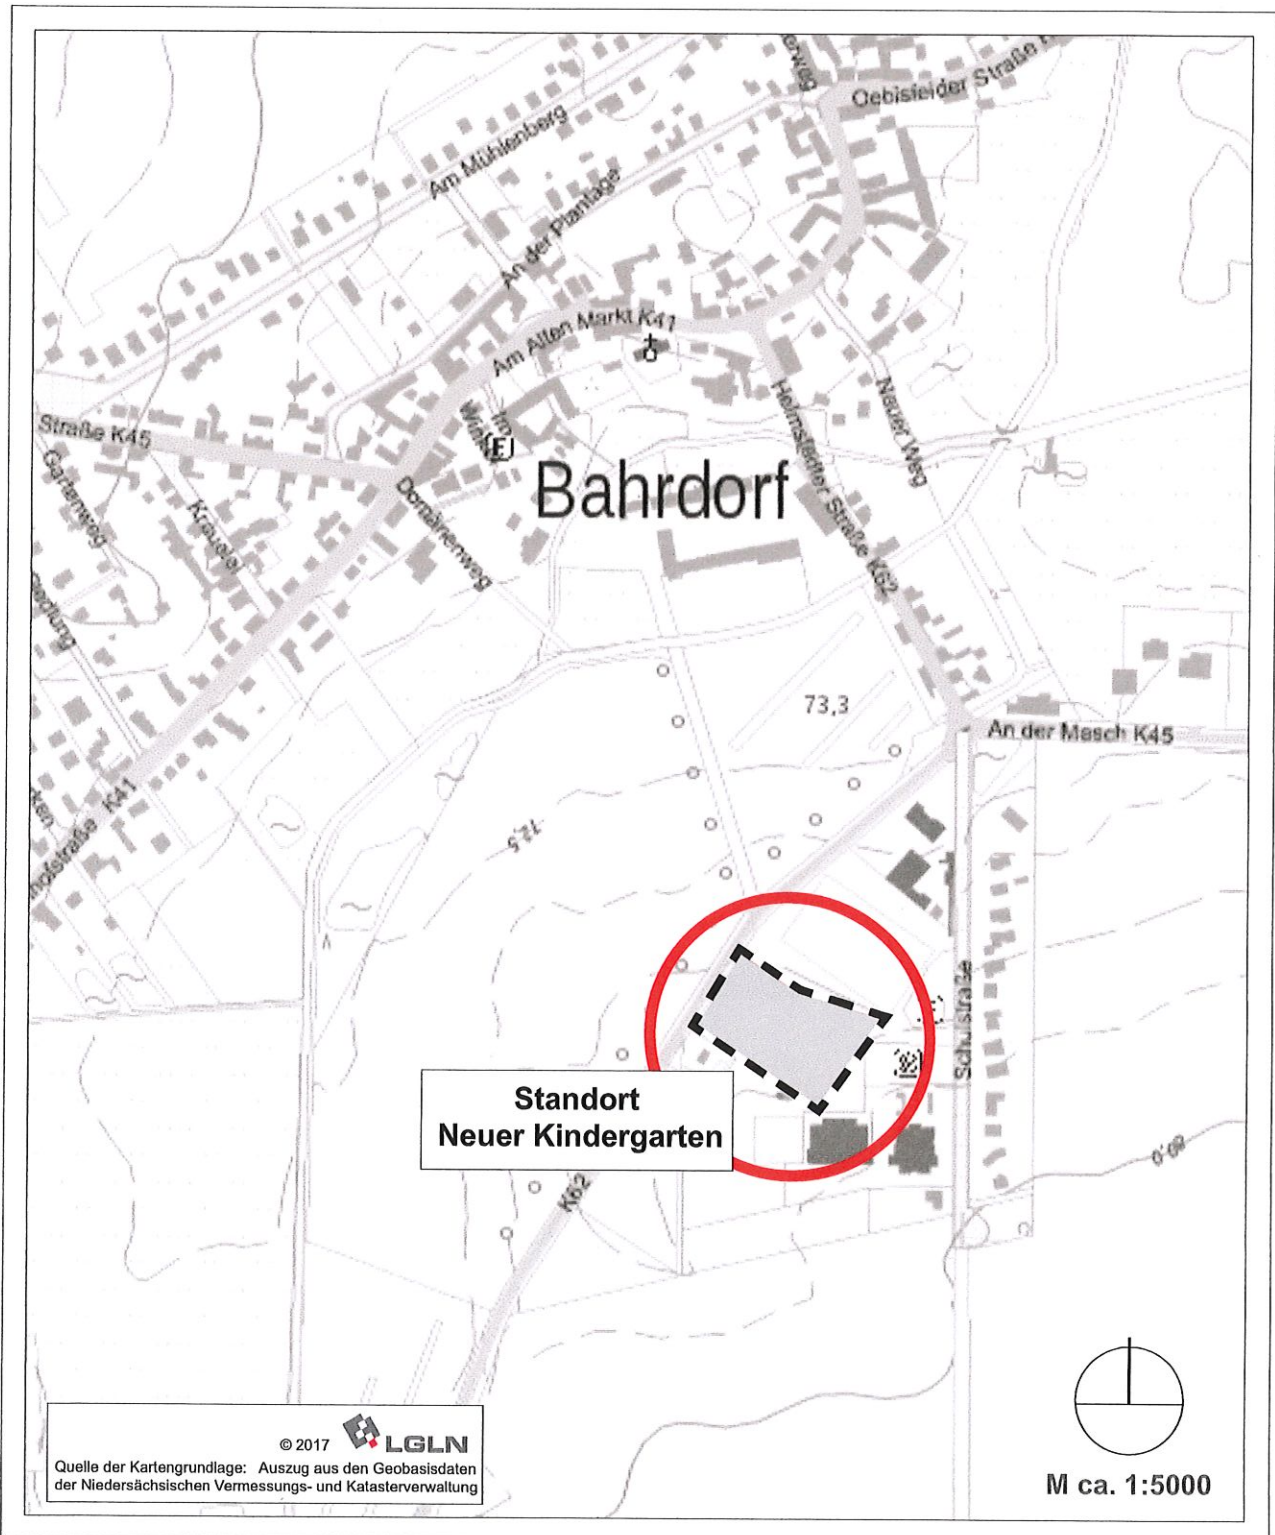 Oebisfelder Straße
Am Mühlenberg
An der Plantage
Am Alten Markt K41
Straße K45
Gartenweg
Im Winkel
E
Bahrdorf
Helmstedter Straße K62
Neuer Weg
Domänenweg
73,3
An der Masch K45
K41
72,5
Schulstraße
Standort
Neuer Kindergarten
K62
80,0
© 2017 LGLN
Quelle der Kartengrundlage: Auszug aus den Geobasisdaten
der Niedersächsischen Vermessungs- und Katasterverwaltung
M ca. 1:5000